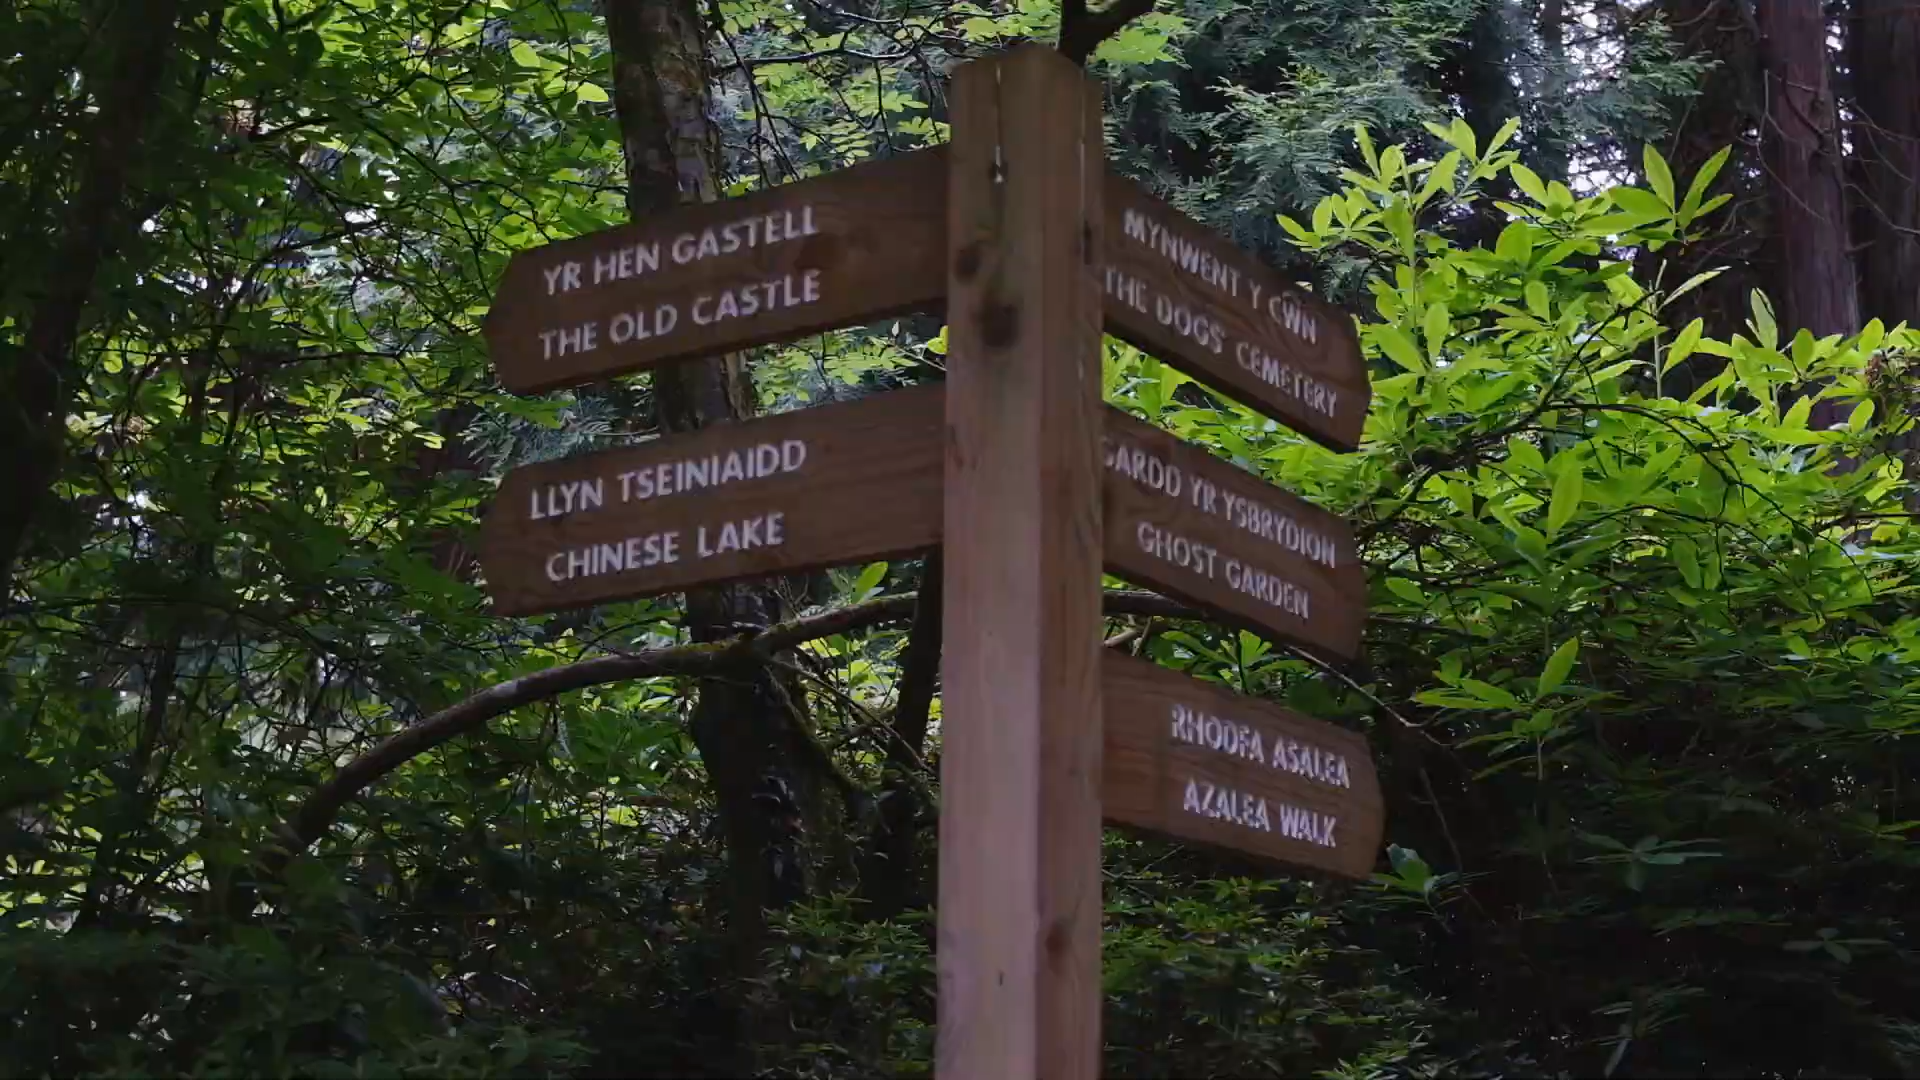 YR HEN GASTELL
THE OLD CASTLE
LLYN TSEINIAIDD
CHINESE LAKE
MYNWENT Y CWN
THE DOGS' CEMETERY
GARDD YR YSBRYDION
GHOST GARDEN
RHODFA ASALEA
AZALEA WALK